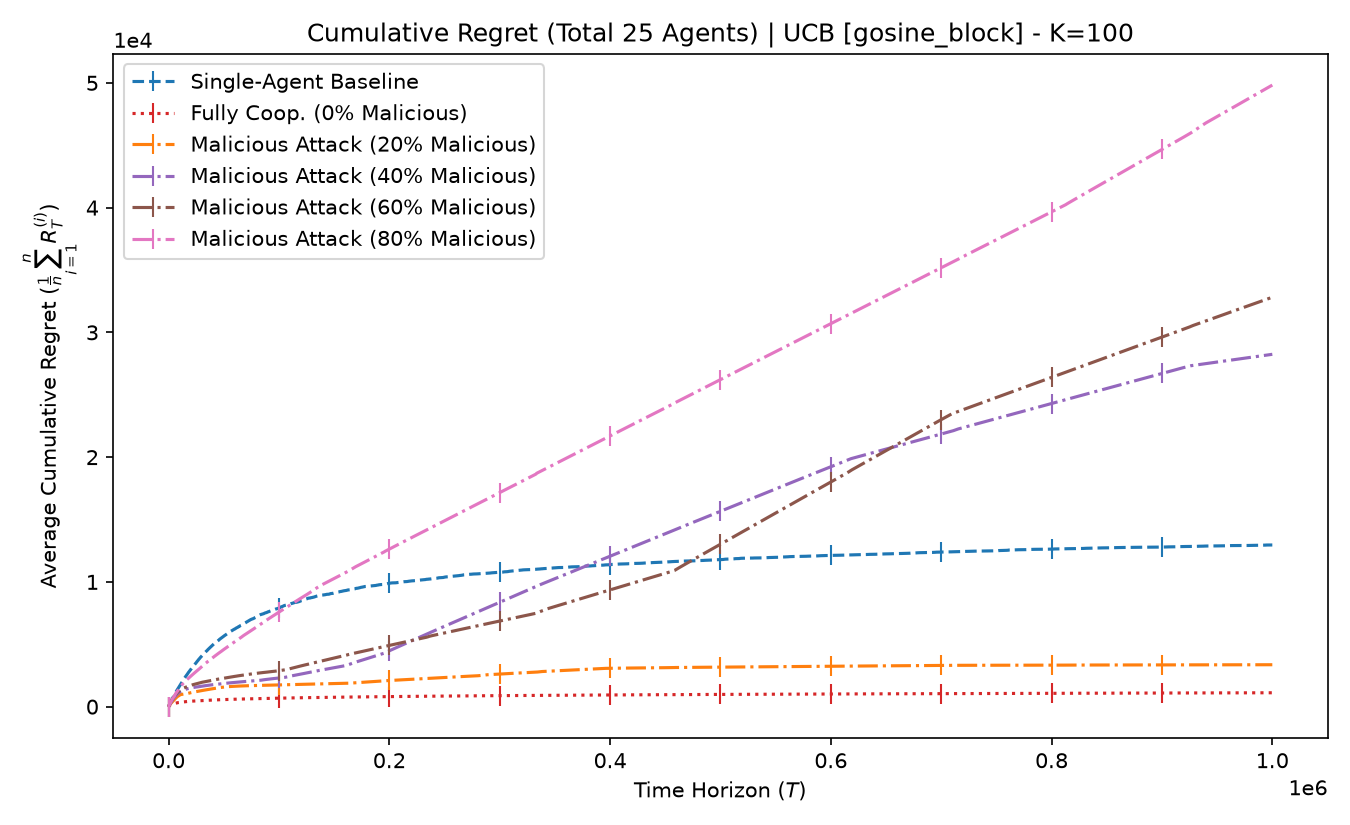 Cumulative Regret (Total 25 Agents) | UCB [gosine_block] - K=100
1e4
Single-Agent Baseline
Fully Coop. (0% Malicious)
Malicious Attack (20% Malicious)
Malicious Attack (40% Malicious)
Malicious Attack (60% Malicious)
Malicious Attack (80% Malicious)
5
4
3
2
1
0
Average Cumulative Regret ($\frac{1}{n}\sum_{i=1}^{n} R_T^{(i)}$)
0.0 0.2 0.4 0.6 0.8 1.0
1e6
Time Horizon (T)